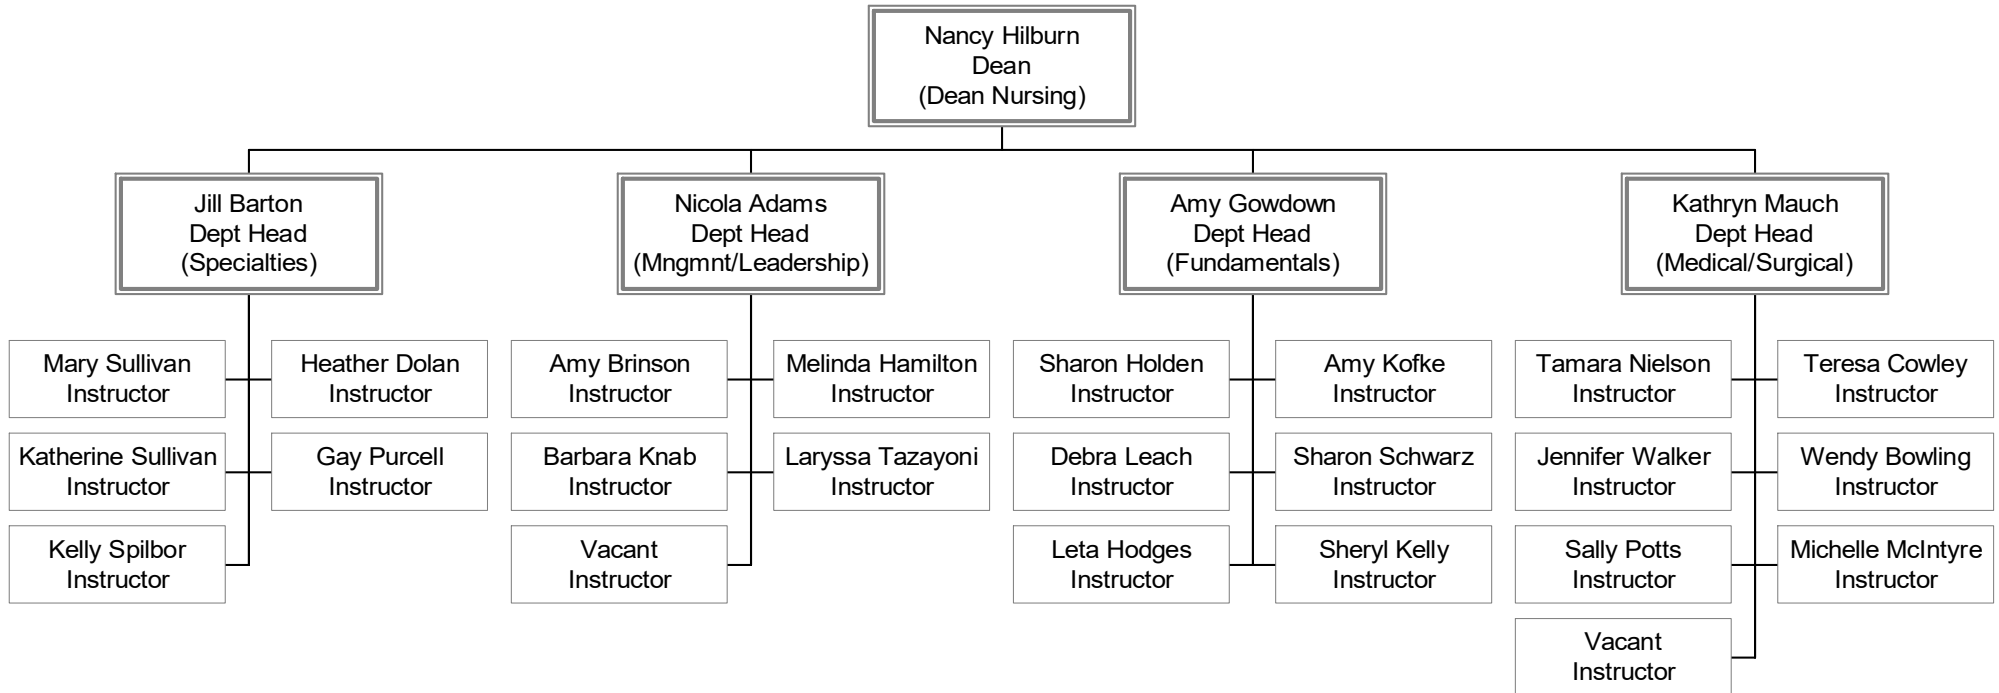 Nancy Hilburn
Dean
(Dean Nursing)
Jill Barton
Dept Head
(Specialties)
Nicola Adams
Dept Head
(Mngmnt/Leadership)
Amy Gowdown
Dept Head
(Fundamentals)
Kathryn Mauch
Dept Head
(Medical/Surgical)
Mary Sullivan
Instructor
Heather Dolan
Instructor
Katherine Sullivan
Instructor
Gay Purcell
Instructor
Kelly Spilbor
Instructor
Amy Brinson
Instructor
Melinda Hamilton
Instructor
Barbara Knab
Instructor
Laryssa Tazayoni
Instructor
Vacant
Instructor
Sharon Holden
Instructor
Amy Kofke
Instructor
Debra Leach
Instructor
Sharon Schwarz
Instructor
Leta Hodges
Instructor
Sheryl Kelly
Instructor
Tamara Nielson
Instructor
Teresa Cowley
Instructor
Jennifer Walker
Instructor
Wendy Bowling
Instructor
Sally Potts
Instructor
Michelle McIntyre
Instructor
Vacant
Instructor